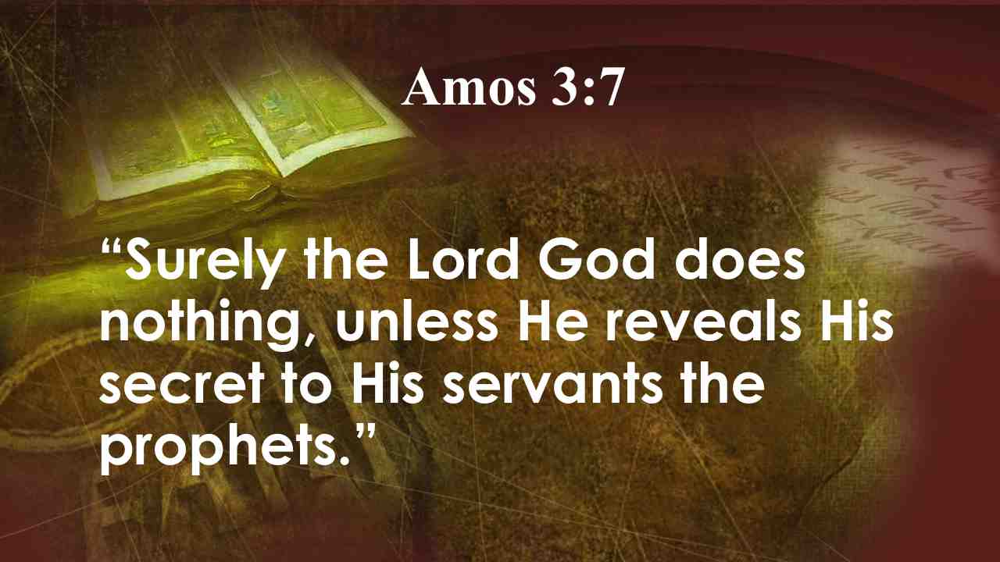 Amos 3:7
“Surely the Lord God does
nothing, unless He reveals His
secret to His servants the
prophets.”